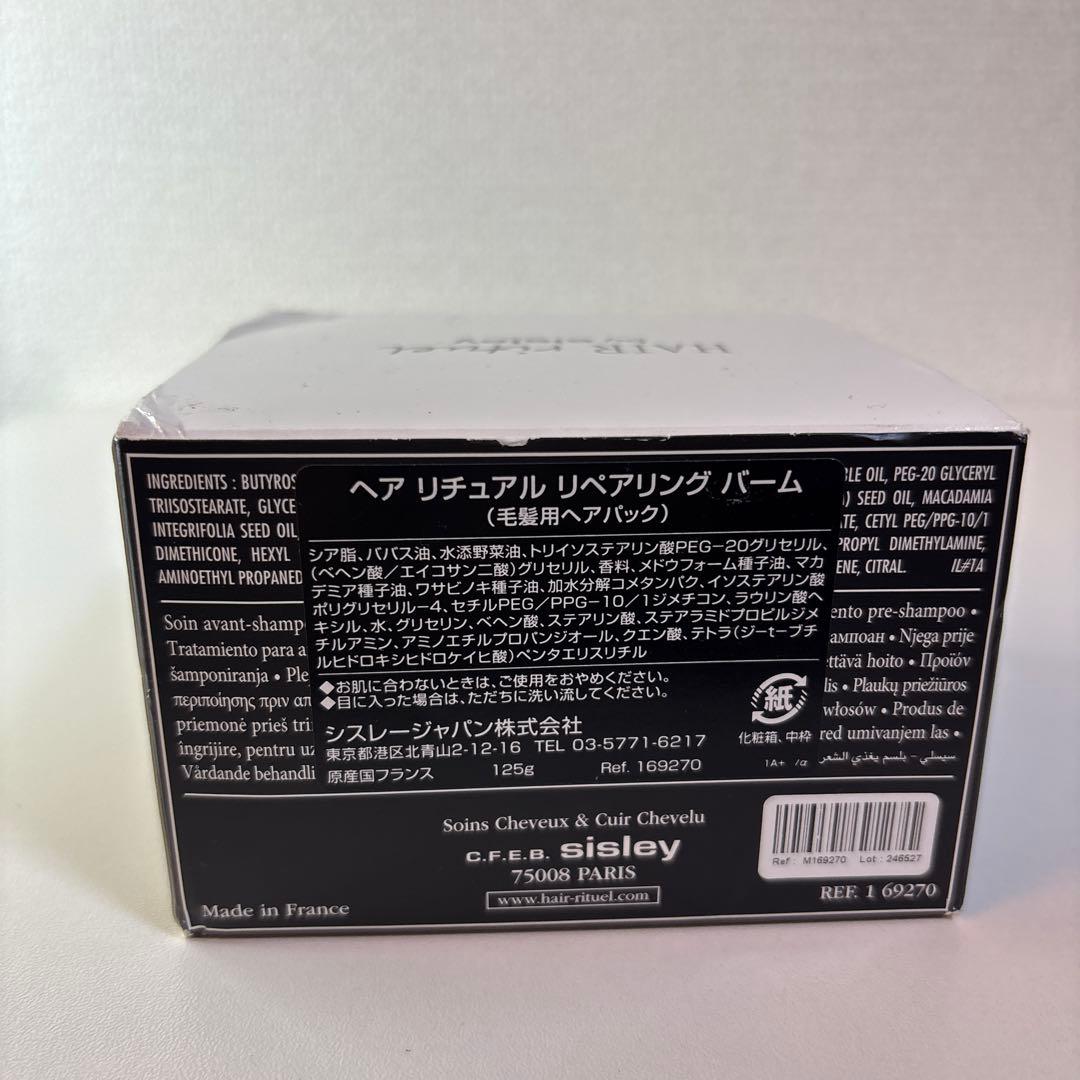 HAIR rituel
by sisley
INGREDIENTS : BUTYROS
TRIISOSTEARATE, GLYCE
INTEGRIFOLIA SEED OIL
DIMETHICONE, HEXYL
AMINOETHYL PROPANED
BLE OIL, PEG-20 GLYCERYL
) SEED OIL, MACADAMIA
ATE, CETYL PEG/PPG-10/1
PROPYL DIMETHYLAMINE,
ENE, CITRAL. IL#1A
ヘア リチュアル リペアリング バーム
(毛髪用ヘアパック)
シア脂、ババス油、水添野菜油、トリイソステアリン酸PEG-20グリセリル、
(ベヘン酸/エイコサン二酸)グリセリル、香料、メドウフォーム種子油、マカ
デミア種子油、ワサビノキ種子油、加水分解コメタンパク、イソステアリン酸
ポリグリセリル-4、セチルPEG/PPG-10/1ジメチコン、ラウリン酸ヘ
キシル、水、グリセリン、ベヘン酸、ステアリン酸、ステアラミドプロピルジメ
チルアミン、アミノエチルプロパンジオール、クエン酸、テトラ(ジーtーブチ
ルヒドロキシヒドロケイヒ酸)ペンタエリスリチル
◆お肌に合わないときは、ご使用をおやめください。
◆目に入った場合は、ただちに洗い流してください。
シスレージャパン株式会社
東京都港区北青山2-12-16 TEL 03-5771-6217
原産国フランス 125g Ref. 169270
紙
化粧箱、中枠
1A+ /α
Soin avant-shamp
Tratamiento para a
šamponiranja • Ple
περιποίησης πριν απ
priemonė prieš tri
îngrijire, pentru uz
Vårdande behandli
ento pre-shampoo •
ампоан • Njega prije
ettävä hoito • Προϊόν
lis • Plaukų priežiūros
włosów • Produs de
red umivanjem las •
سيسلي - بلسم يغذي الشعر
Soins Cheveux & Cuir Chevelu
C.F.E.B. sisley
75008 PARIS
www.hair-rituel.com
Made in France
Ref : M169270 Lot : 246527
REF. 1 69270